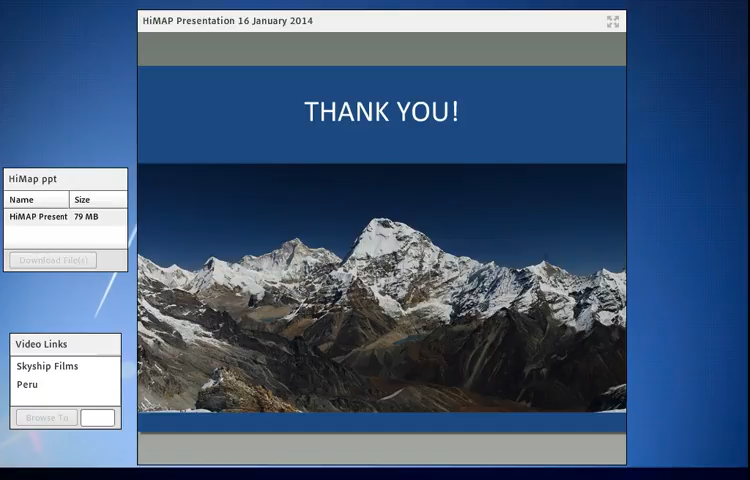 HiMAP Presentation 16 January 2014
THANK YOU!
HiMap ppt
Name Size
HiMAP Present 79 MB
Download File(s)
Video Links
Skyship Films
Peru
Browse To